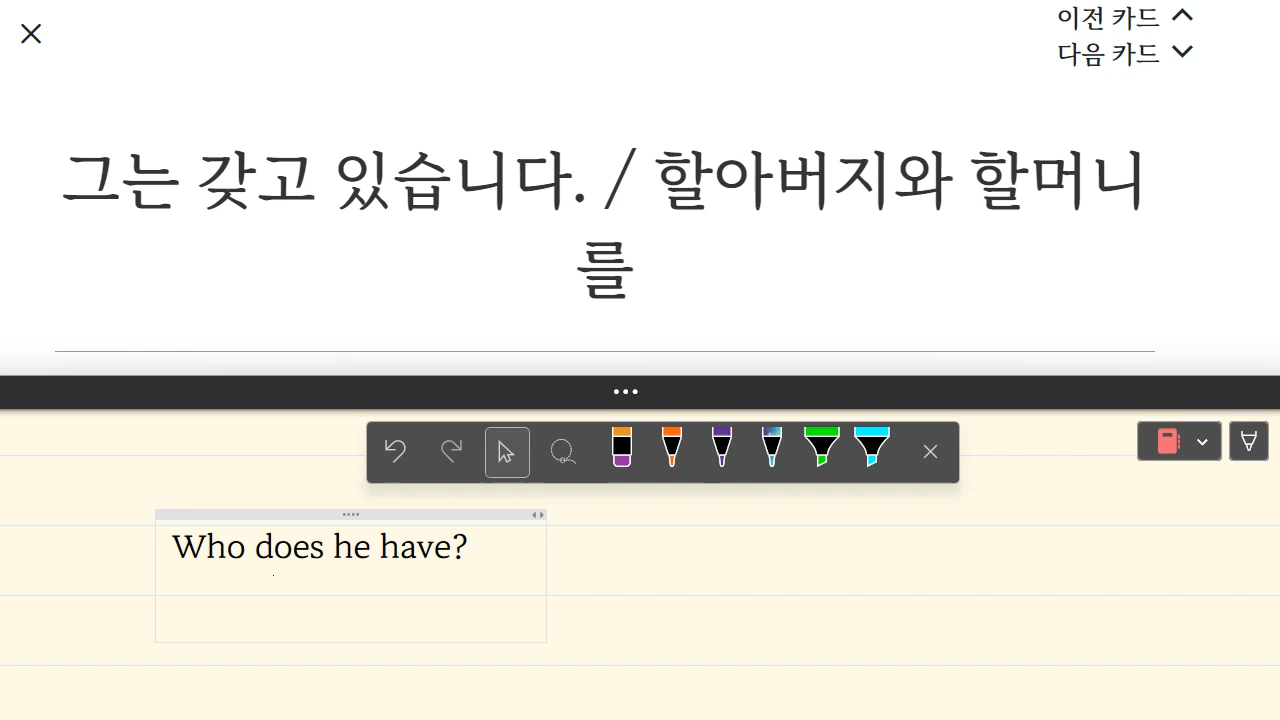 이전 카드
다음 카드
그는 갖고 있습니다. / 할아버지와 할머니
를
Who does he have?